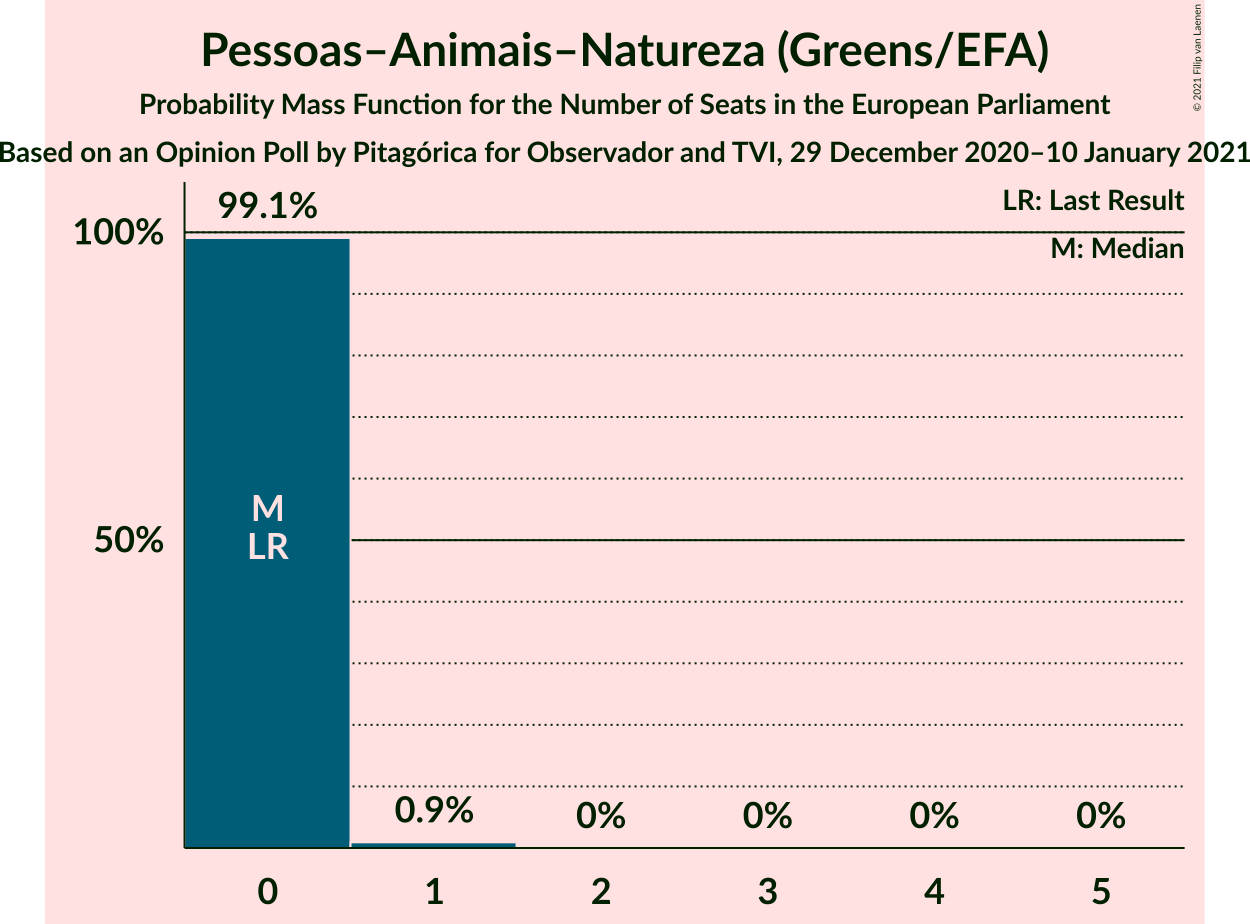 Pessoas–Animais–Natureza (Greens/EFA)
Probability Mass Function for the Number of Seats in the European Parliament
Based on an Opinion Poll by Pitagórica for Observador and TVI, 29 December 2020–10 January 2021
© 2021 Filip van Laenen
LR: Last Result
M: Median
99.1%
100%
50%
M
LR
0.9%
0%
0%
0%
0%
0
1
2
3
4
5